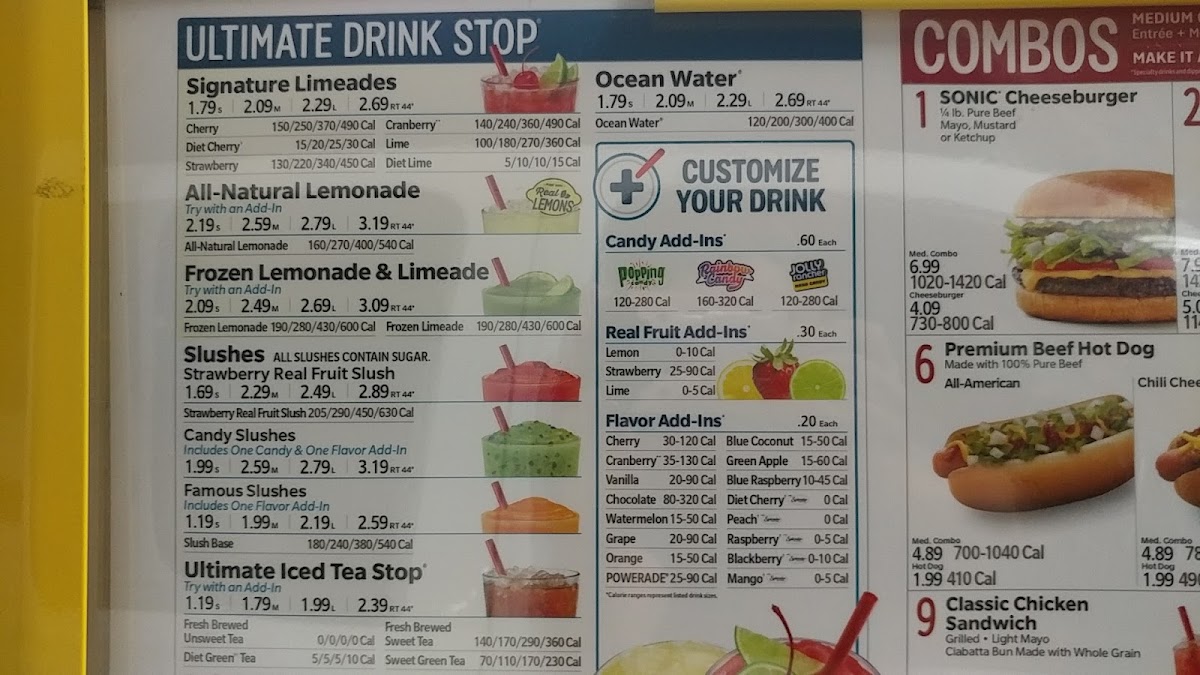 ULTIMATE DRINK STOP®
Signature Limeades
1.79S | 2.09M | 2.29L | 2.69RT 44®
Cherry 150/250/370/490 Cal Cranberry™ 140/240/360/490 Cal
Diet Cherry 15/20/25/30 Cal Lime 100/180/270/360 Cal
Strawberry 130/220/340/450 Cal Diet Lime 5/10/10/15 Cal
All-Natural Lemonade
Try with an Add-In
Real LEMONS
2.19S | 2.59M | 2.79L | 3.19RT 44®
All-Natural Lemonade 160/270/400/540 Cal
Frozen Lemonade & Limeade
Try with an Add-In
2.09S | 2.49M | 2.69L | 3.09RT 44®
Frozen Lemonade 190/280/430/600 Cal Frozen Limeade 190/280/430/600 Cal
Slushes ALL SLUSHES CONTAIN SUGAR.
Strawberry Real Fruit Slush
1.69S | 2.29M | 2.49L | 2.89RT 44®
Strawberry Real Fruit Slush 205/290/450/630 Cal
Candy Slushes
Includes One Candy & One Flavor Add-In
1.99S | 2.59M | 2.79L | 3.19RT 44®
Famous Slushes
Includes One Flavor Add-In
1.19S | 1.99M | 2.19L | 2.59RT 44®
Slush Base 180/240/380/540 Cal
Ultimate Iced Tea Stop®
Try with an Add-In
1.19S | 1.79M | 1.99L | 2.39RT 44®
Fresh Brewed Fresh Brewed
Unsweet Tea 0/0/0/0 Cal Sweet Tea 140/170/290/360 Cal
Diet Green™ Tea 5/5/5/10 Cal Sweet Green Tea 70/110/170/230 Cal
Ocean Water®
1.79S | 2.09M | 2.29L | 2.69RT 44®
Ocean Water® 120/200/300/400 Cal
CUSTOMIZE
YOUR DRINK
Candy Add-Ins* .60 Each
Popping candy Rainbow Candy JOLLY rancher
120-280 Cal 160-320 Cal 120-280 Cal
Real Fruit Add-Ins* .30 Each
Lemon 0-10 Cal
Strawberry 25-90 Cal
Lime 0-5 Cal
Flavor Add-Ins* .20 Each
Cherry 30-120 Cal Blue Coconut 15-50 Cal
Cranberry™ 35-130 Cal Green Apple 15-60 Cal
Vanilla 20-90 Cal Blue Raspberry 10-45 Cal
Chocolate 80-320 Cal Diet Cherry 0 Cal
Watermelon 15-50 Cal Peach 0 Cal
Grape 20-90 Cal Raspberry 0-5 Cal
Orange 15-50 Cal Blackberry 0-10 Cal
POWERADE® 25-90 Cal Mango 0-5 Cal
*Calorie ranges represent listed drink sizes.
COMBOS
MEDIUM
Entrée + M
MAKE IT
1 SONIC® Cheeseburger
¼ lb. Pure Beef
Mayo, Mustard
or Ketchup
Med. Combo
6.99
1020-1420 Cal
Cheeseburger
4.09
730-800 Cal
2
6 Premium Beef Hot Dog
Made with 100% Pure Beef
All-American Chili Chee
Med. Combo Med. Combo
4.89 700-1040 Cal 4.89 78
Hot Dog Hot Dog
1.99 410 Cal 1.99 490
9 Classic Chicken
Sandwich
Grilled • Light Mayo
Ciabatta Bun Made with Whole Grain